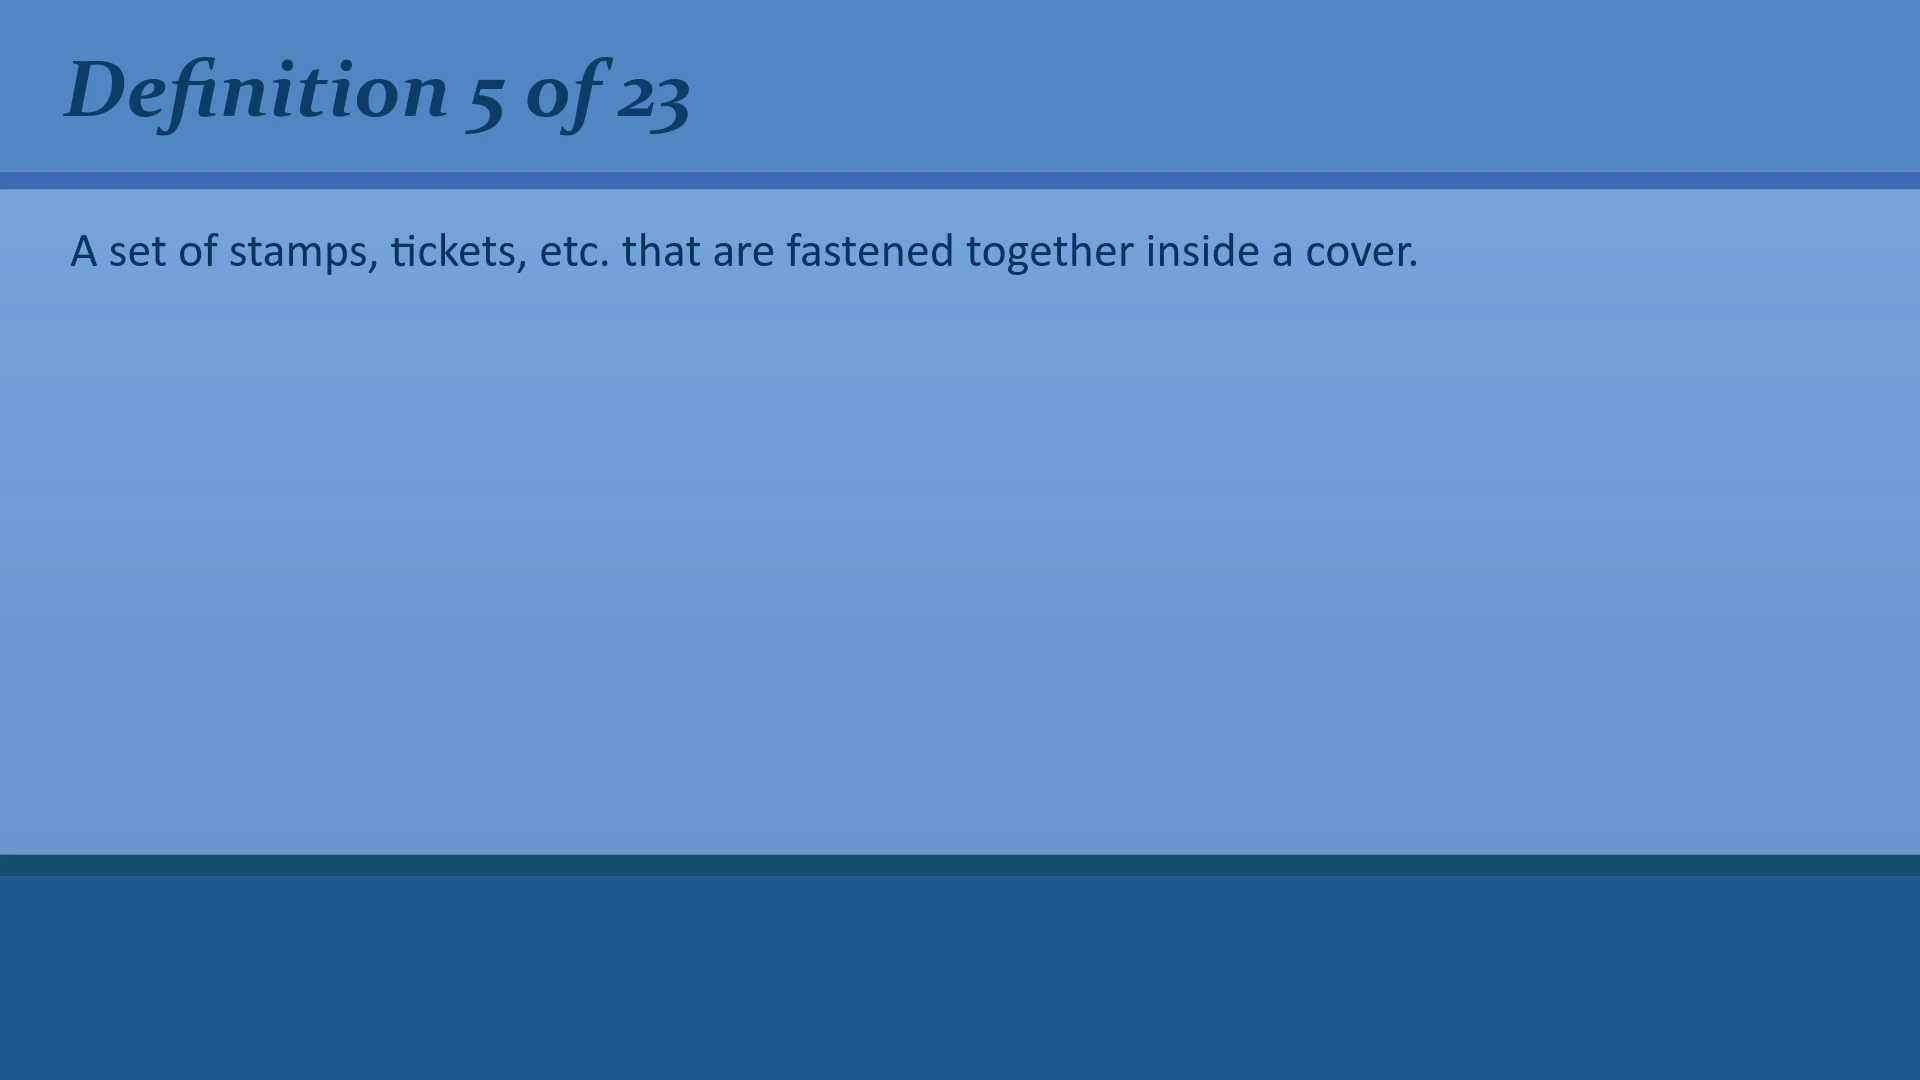 Definition 5 of 23
A set of stamps, tickets, etc. that are fastened together inside a cover.